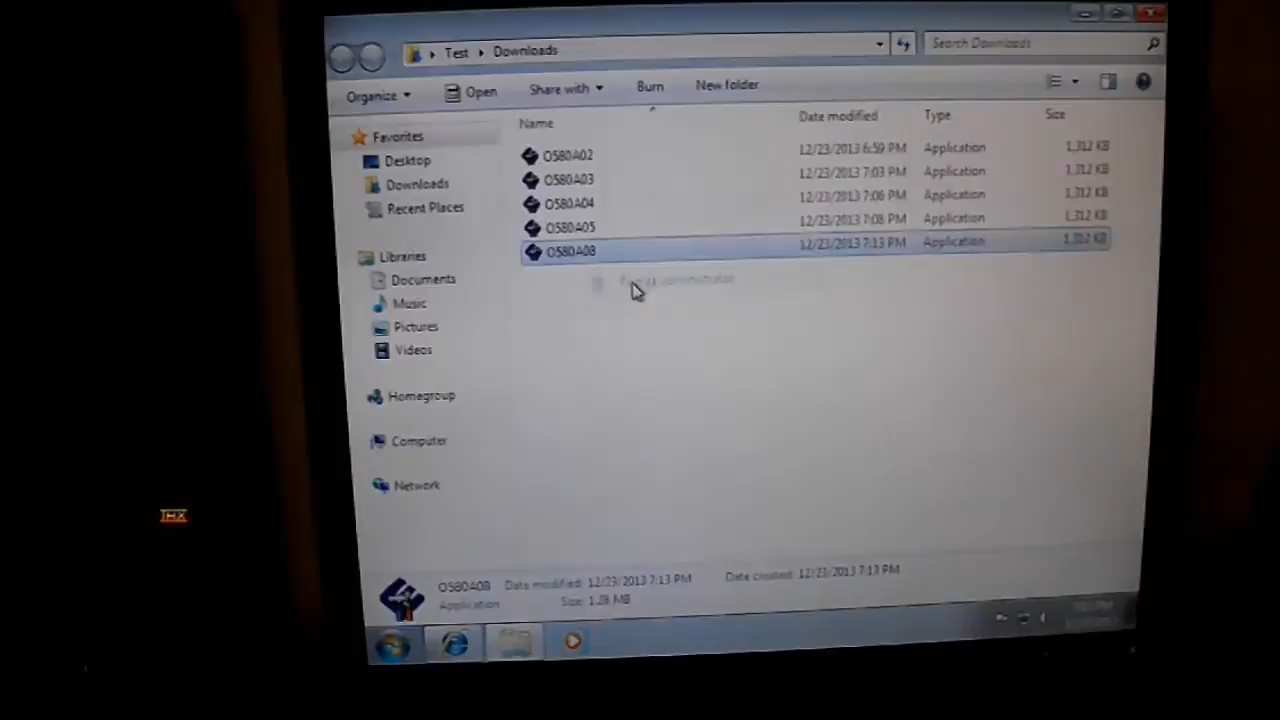 Test Downloads
Search Downloads
Organize Open Share with Burn New folder
Name Date modified Type Size
Favorites
Desktop
Downloads
Recent Places
Libraries
Documents
Music
Pictures
Videos
Homegroup
Computer
Network
O580A02 12/23/2013 6:59 PM Application 1,312 KB
O580A03 12/23/2013 7:03 PM Application 1,312 KB
O580A04 12/23/2013 7:06 PM Application 1,312 KB
O580A05 12/23/2013 7:08 PM Application 1,312 KB
O580A08 12/23/2013 7:13 PM Application 1,312 KB
Run as administrator
O580A08 Date modified: 12/23/2013 7:13 PM Date created: 12/23/2013 7:13 PM
Application Size: 1.28 MB
THX